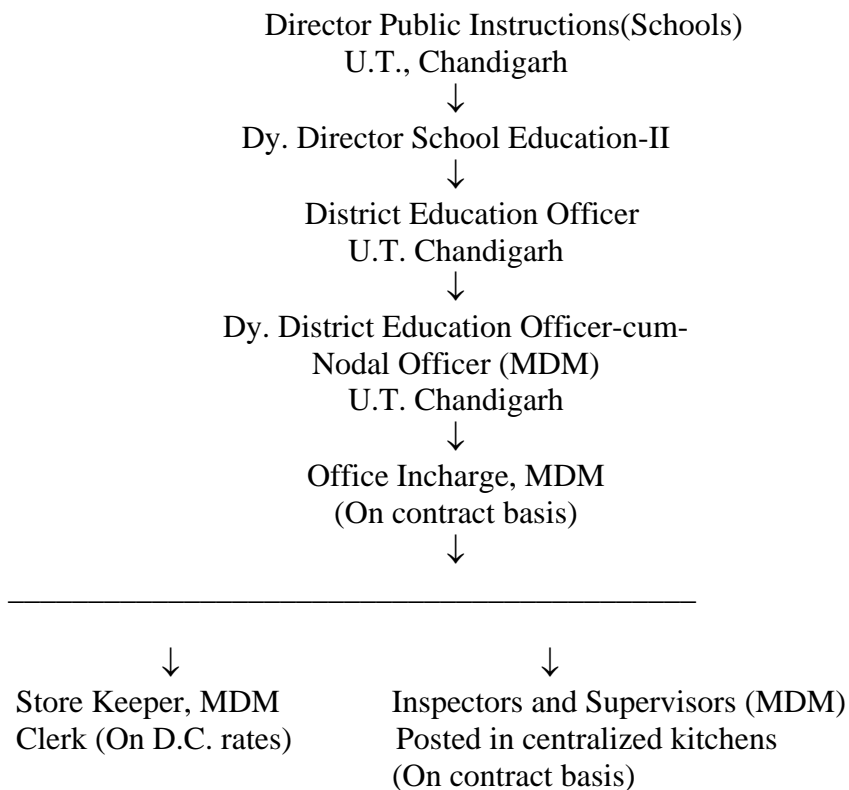 Director Public Instructions(Schools)
U.T., Chandigarh
↓
Dy. Director School Education-II
↓
District Education Officer
U.T. Chandigarh
↓
Dy. District Education Officer-cum-
Nodal Officer (MDM)
U.T. Chandigarh
↓
Office Incharge, MDM
(On contract basis)
↓
↓ ↓
Store Keeper, MDM Inspectors and Supervisors (MDM)
Clerk (On D.C. rates) Posted in centralized kitchens
(On contract basis)